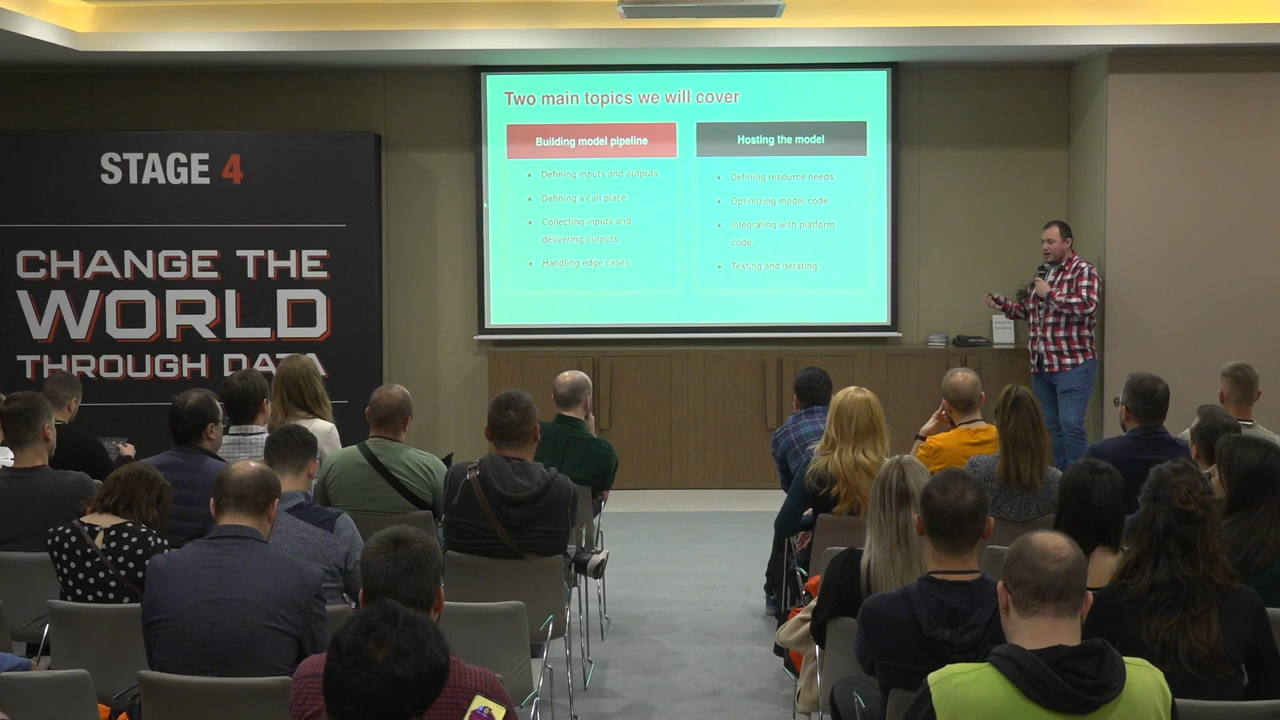 STAGE 4
CHANGE THE
WORLD
THROUGH DATA
Two main topics we will cover
Building model pipeline
Defining inputs and outputs
Defining a call place
Collecting inputs and
delivering outputs
Handling edge cases
Hosting the model
Defining resource needs
Optimizing model code
Integrating with platform
code
Testing and iterating